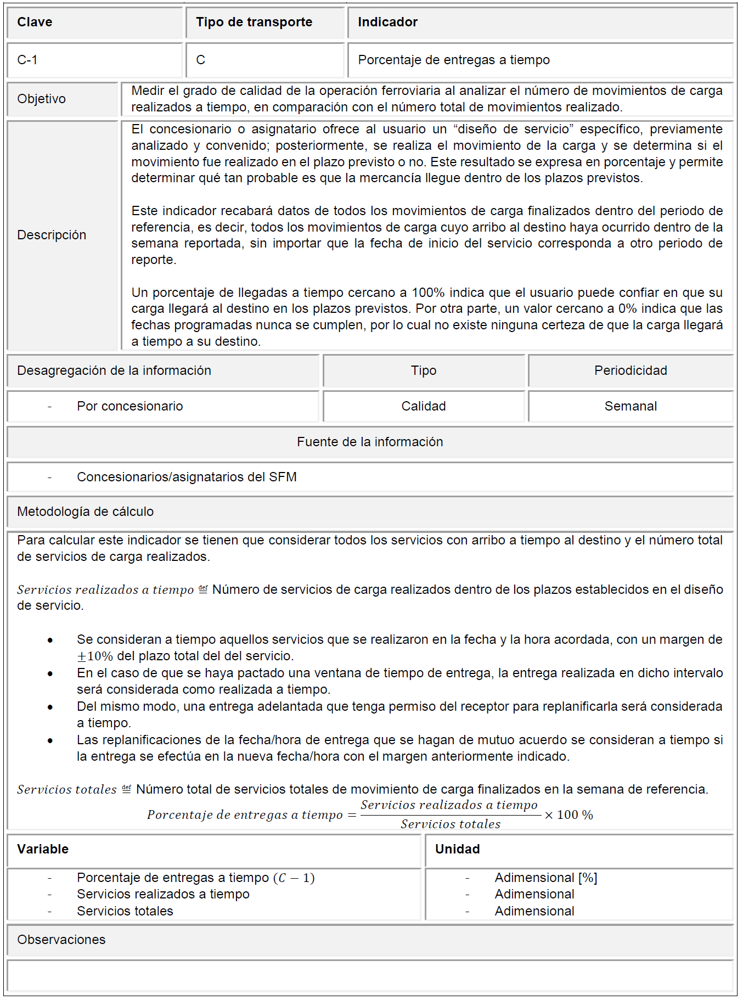 Clave Tipo de transporte Indicador
C-1 C Porcentaje de entregas a tiempo
Objetivo
Medir el grado de calidad de la operación ferroviaria al analizar el número de movimientos de carga
realizados a tiempo, en comparación con el número total de movimientos realizado.
Descripción
El concesionario o asignatario ofrece al usuario un “diseño de servicio” específico, previamente
analizado y convenido; posteriormente, se realiza el movimiento de la carga y se determina si el
movimiento fue realizado en el plazo previsto o no. Este resultado se expresa en porcentaje y permite
determinar qué tan probable es que la mercancía llegue dentro de los plazos previstos.
Este indicador recabará datos de todos los movimientos de carga finalizados dentro del periodo de
referencia, es decir, todos los movimientos de carga cuyo arribo al destino haya ocurrido dentro de la
semana reportada, sin importar que la fecha de inicio del servicio corresponda a otro periodo de
reporte.
Un porcentaje de llegadas a tiempo cercano a 100% indica que el usuario puede confiar en que su
carga llegará al destino en los plazos previstos. Por otra parte, un valor cercano a 0% indica que las
fechas programadas nunca se cumplen, por lo cual no existe ninguna certeza de que la carga llegará
a tiempo a su destino.
Desagregación de la información Tipo Periodicidad
- Por concesionario Calidad Semanal
Fuente de la información
- Concesionarios/asignatarios del SFM
Metodología de cálculo
Para calcular este indicador se tienen que considerar todos los servicios con arribo a tiempo al destino y el número total
de servicios de carga realizados.
Servicios realizados a tiempo ≝ Número de servicios de carga realizados dentro de los plazos establecidos en el diseño
de servicio.
• Se consideran a tiempo aquellos servicios que se realizaron en la fecha y la hora acordada, con un margen de
±10% del plazo total del del servicio.
• En el caso de que se haya pactado una ventana de tiempo de entrega, la entrega realizada en dicho intervalo
será considerada como realizada a tiempo.
• Del mismo modo, una entrega adelantada que tenga permiso del receptor para replanificarla será considerada
a tiempo.
• Las replanificaciones de la fecha/hora de entrega que se hagan de mutuo acuerdo se consideran a tiempo si
la entrega se efectúa en la nueva fecha/hora con el margen anteriormente indicado.
Servicios totales ≝ Número total de servicios totales de movimiento de carga finalizados en la semana de referencia.
Porcentaje de entregas a tiempo = Servicios realizados a tiempo / Servicios totales × 100 %
Variable Unidad
- Porcentaje de entregas a tiempo (C − 1) - Adimensional [%]
- Servicios realizados a tiempo - Adimensional
- Servicios totales - Adimensional
Observaciones